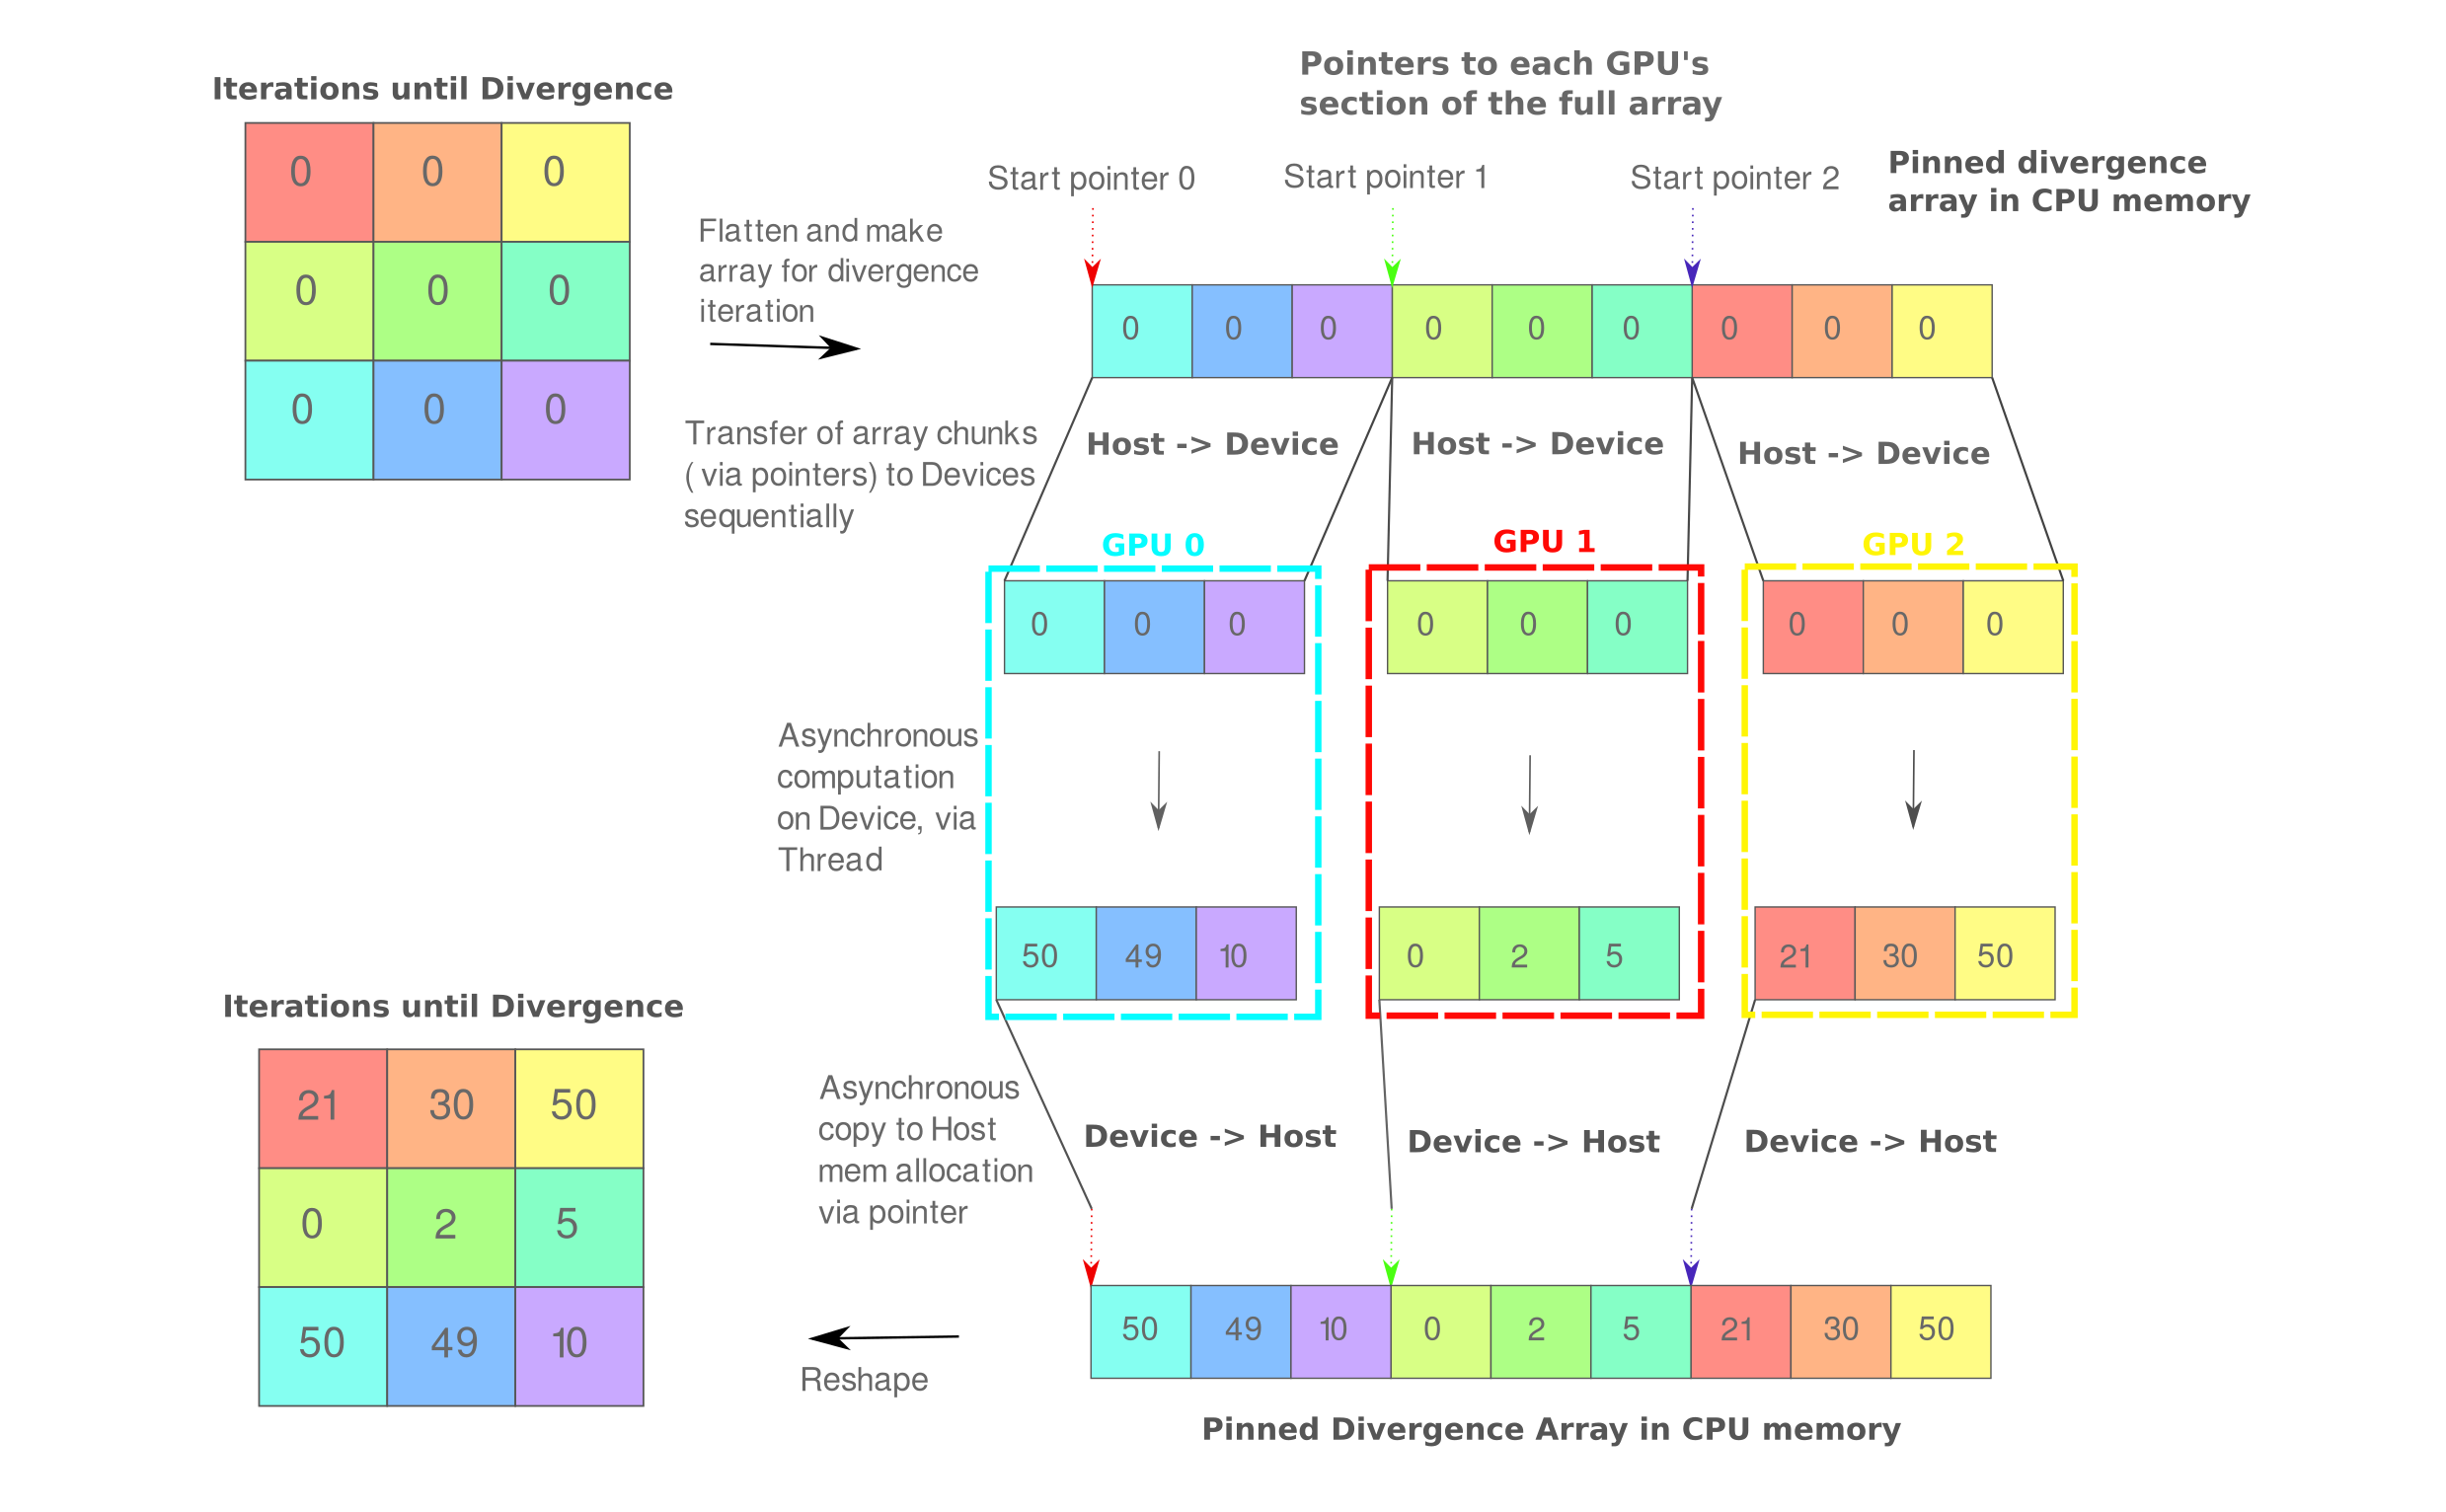 Iterations until Divergence
0 0 0
0 0 0
0 0 0
Flatten and make
array for divergence
iteration
Pointers to each GPU's
section of the full array
Start pointer 0
Start pointer 1
Start pointer 2
Pinned divergence
array in CPU memory
0 0 0 0 0 0 0 0 0
Transfer of array chunks
( via pointers) to Devices
sequentially
Host -> Device
Host -> Device
Host -> Device
GPU 0
GPU 1
GPU 2
0 0 0
0 0 0
0 0 0
Asynchronous
computation
on Device, via
Thread
50 49 10
0 2 5
21 30 50
Asynchronous
copy to Host
mem allocation
via pointer
Device -> Host
Device -> Host
Device -> Host
50 49 10 0 2 5 21 30 50
Pinned Divergence Array in CPU memory
Reshape
Iterations until Divergence
21 30 50
0 2 5
50 49 10